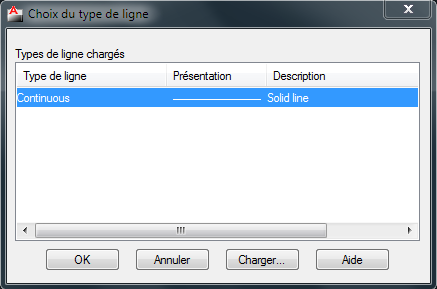 Choix du type de ligne
Types de ligne chargés
Type de ligne Présentation Description
Continuous Solid line
OK Annuler Charger... Aide